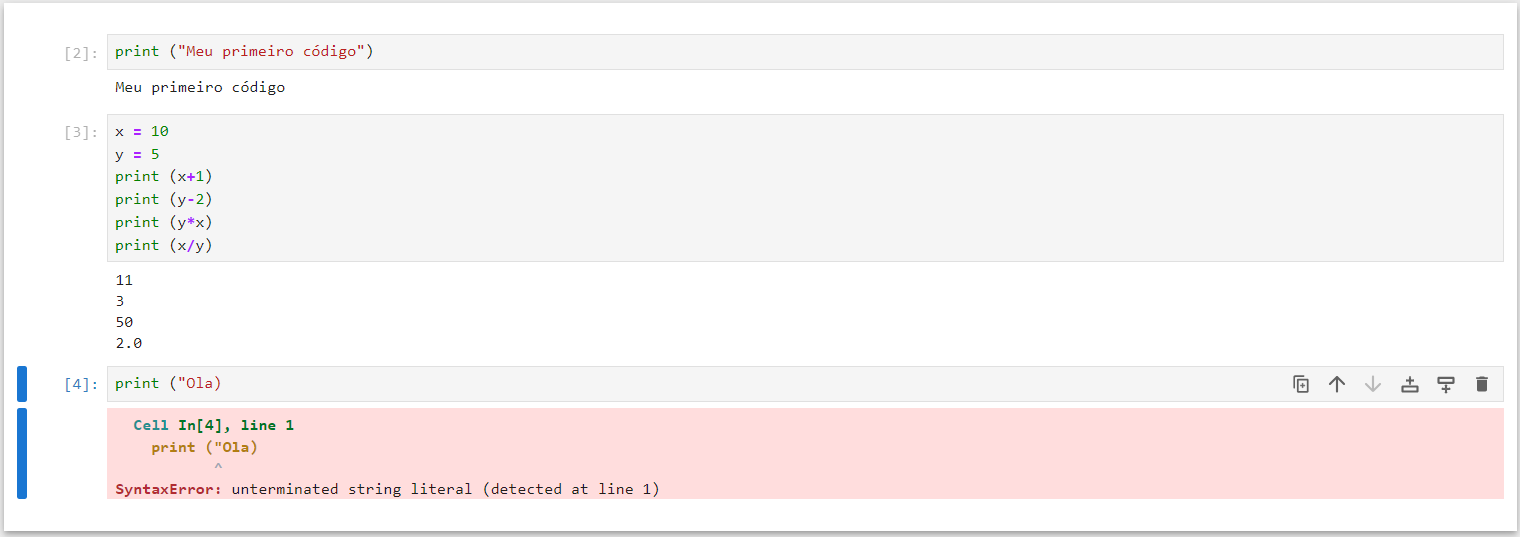 [2]: print ("Meu primeiro código")
Meu primeiro código
[3]: x = 10
y = 5
print (x+1)
print (y-2)
print (y*x)
print (x/y)
11
3
50
2.0
[4]: print ("Ola)
Cell In[4], line 1
print ("Ola)
^
SyntaxError: unterminated string literal (detected at line 1)